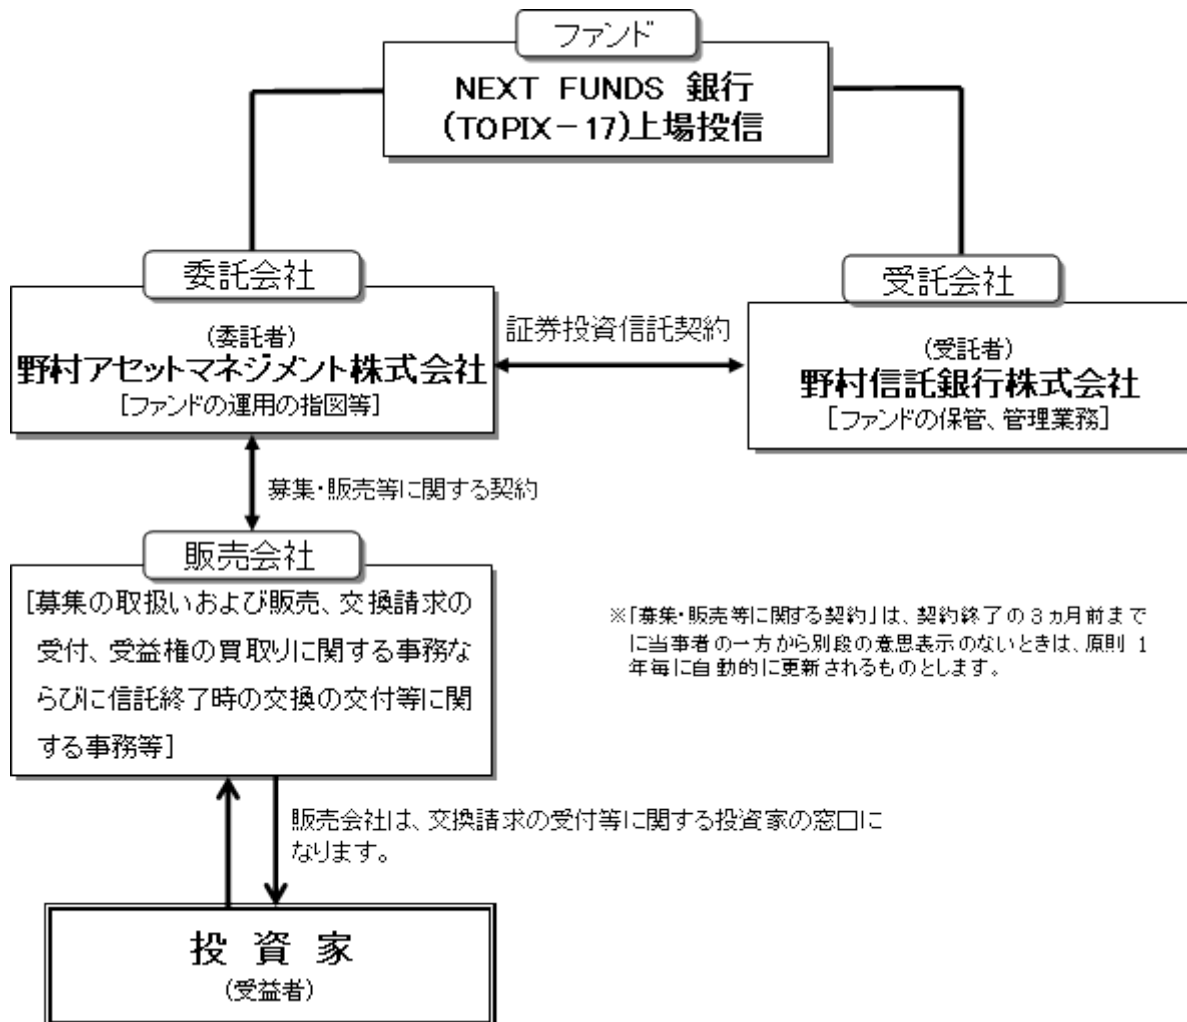 ファンド
NEXT FUNDS 銀行
(TOPIX－17)上場投信
委託会社
(委託者)
野村アセットマネジメント株式会社
[ファンドの運用の指図等]
証券投資信託契約
受託会社
(受託者)
野村信託銀行株式会社
[ファンドの保管、管理業務]
募集・販売等に関する契約
販売会社
[募集の取扱いおよび販売、交換請求の
受付、受益権の買取りに関する事務な
らびに信託終了時の交換の交付等に関
する事務等]
※「募集・販売等に関する契約」は、契約終了の3ヵ月前まで
に当事者の一方から別段の意思表示のないときは、原則 1
年毎に自動的に更新されるものとします。
販売会社は、交換請求の受付等に関する投資家の窓口に
なります。
投 資 家
(受益者)